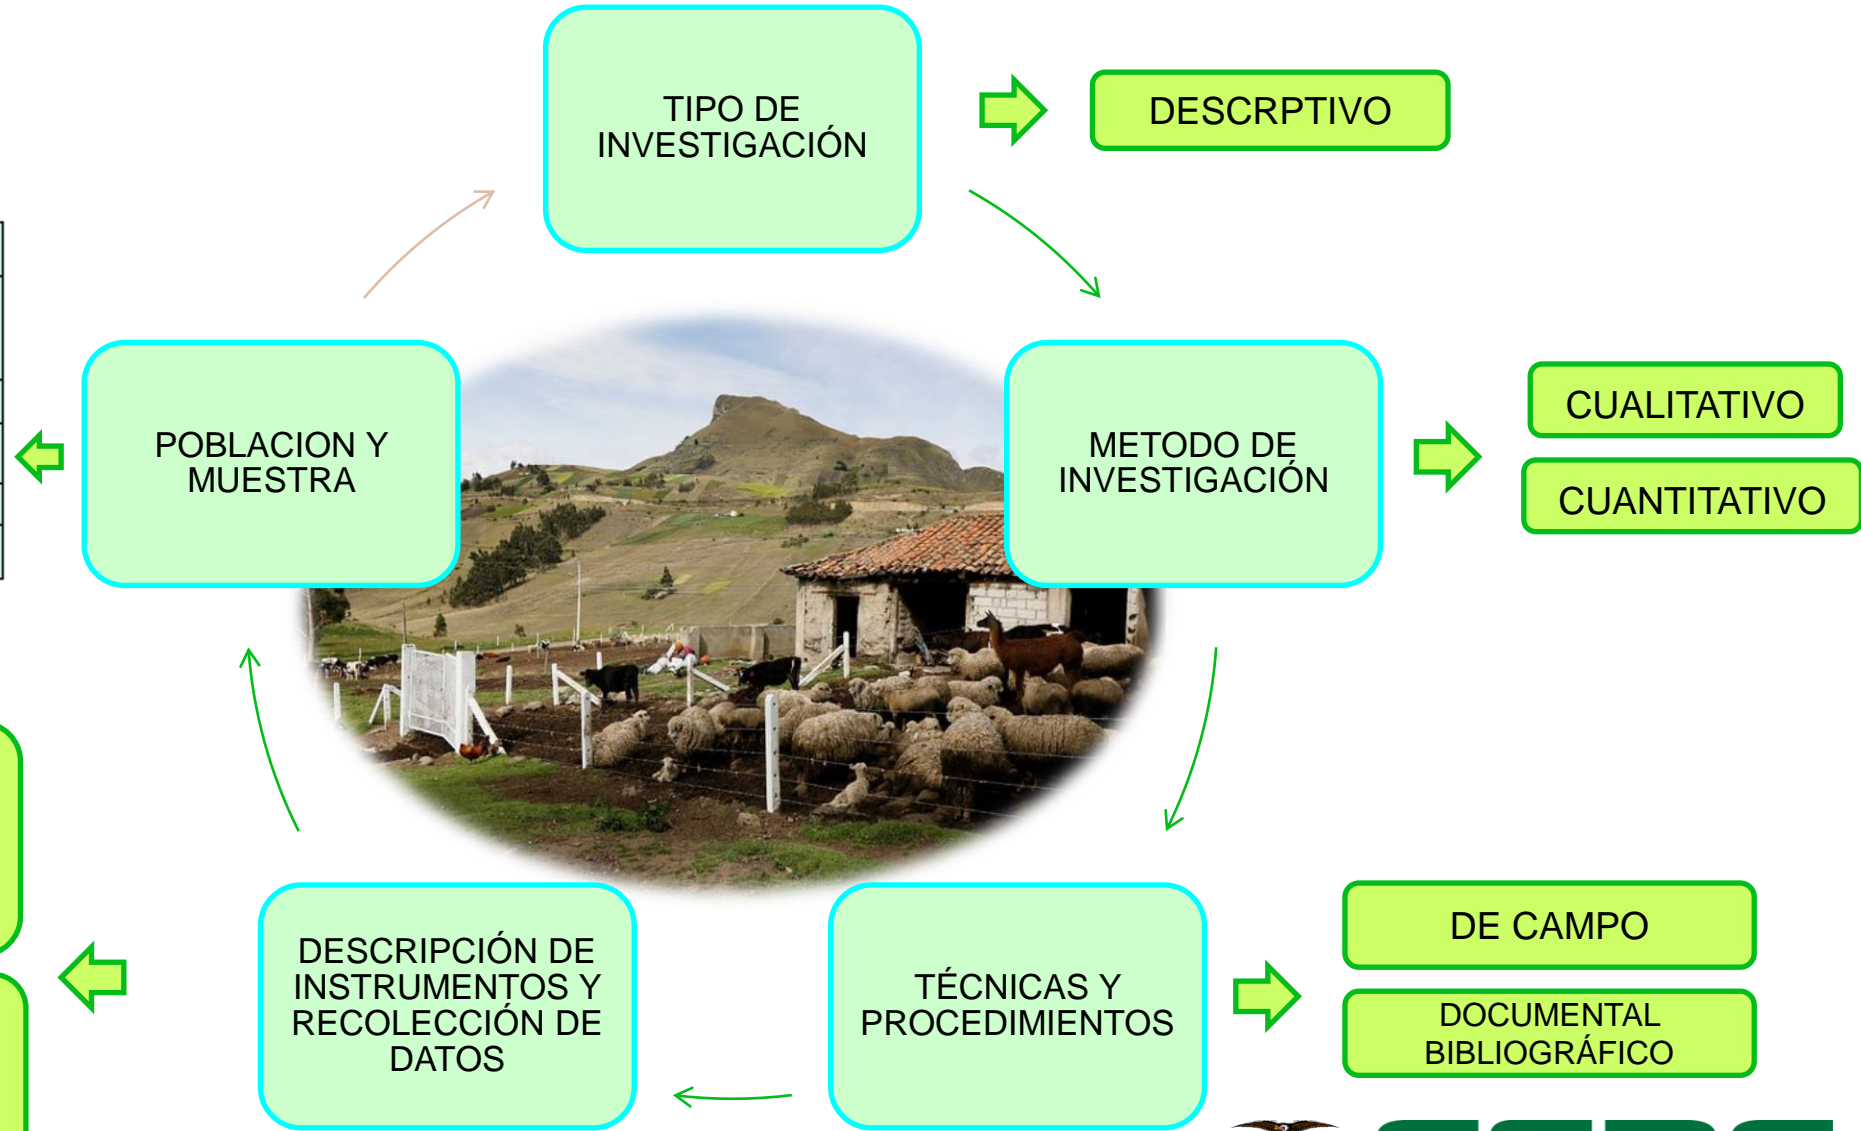 TIPO DE
INVESTIGACIÓN
DESCRPTIVO
POBLACION Y
MUESTRA
METODO DE
INVESTIGACIÓN
CUALITATIVO
CUANTITATIVO
DESCRIPCIÓN DE
INSTRUMENTOS Y
RECOLECCIÓN DE
DATOS
TÉCNICAS Y
PROCEDIMIENTOS
DE CAMPO
DOCUMENTAL
BIBLIOGRÁFICO